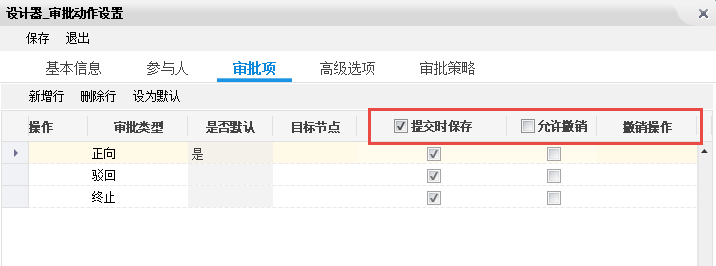 设计器_审批动作设置
保存 退出
基本信息 参与人 审批项 高级选项 审批策略
新增行 删除行 设为默认
操作 审批类型 是否默认 目标节点 提交时保存 允许撤销 撤销操作
正向 是
驳回
终止